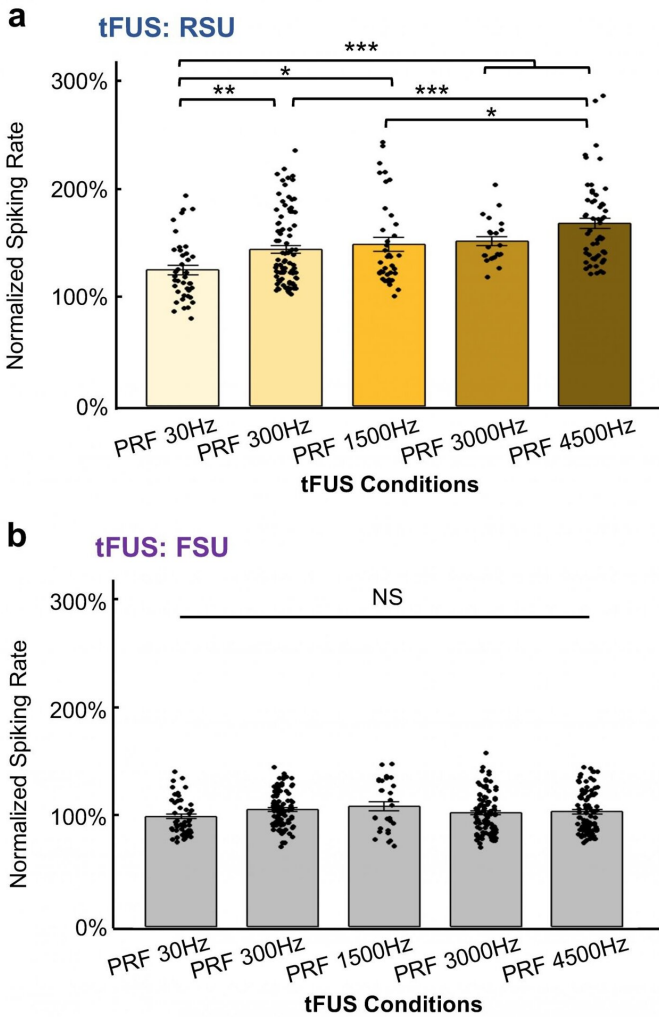 a
tFUS: RSU
***
*
**
***
*
300%
200%
100%
0%
Normalized Spiking Rate
PRF 30Hz
PRF 300Hz
PRF 1500Hz
PRF 3000Hz
PRF 4500Hz
tFUS Conditions
b
tFUS: FSU
NS
300%
200%
100%
0%
Normalized Spiking Rate
PRF 30Hz
PRF 300Hz
PRF 1500Hz
PRF 3000Hz
PRF 4500Hz
tFUS Conditions